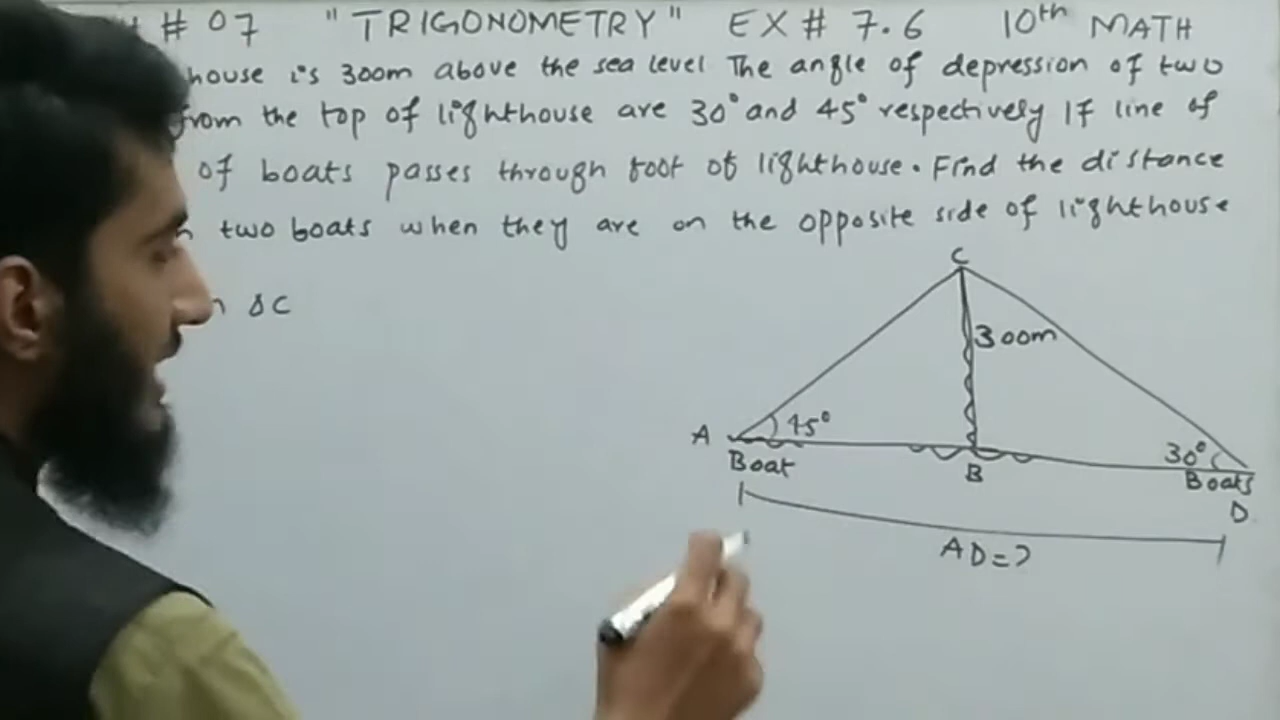 # 07 "TRIGONOMETRY" EX # 7.6 10th MATH
house is 300m above the sea level The angle of depression of two
from the top of lighthouse are 30° and 45° respectively If line of
of boats passes through foot of lighthouse. Find the distance
two boats when they are on the opposite side of lighthouse
Δ C
C
300m
A
45°
30°
Boat
B
Boats
D
AD = ?